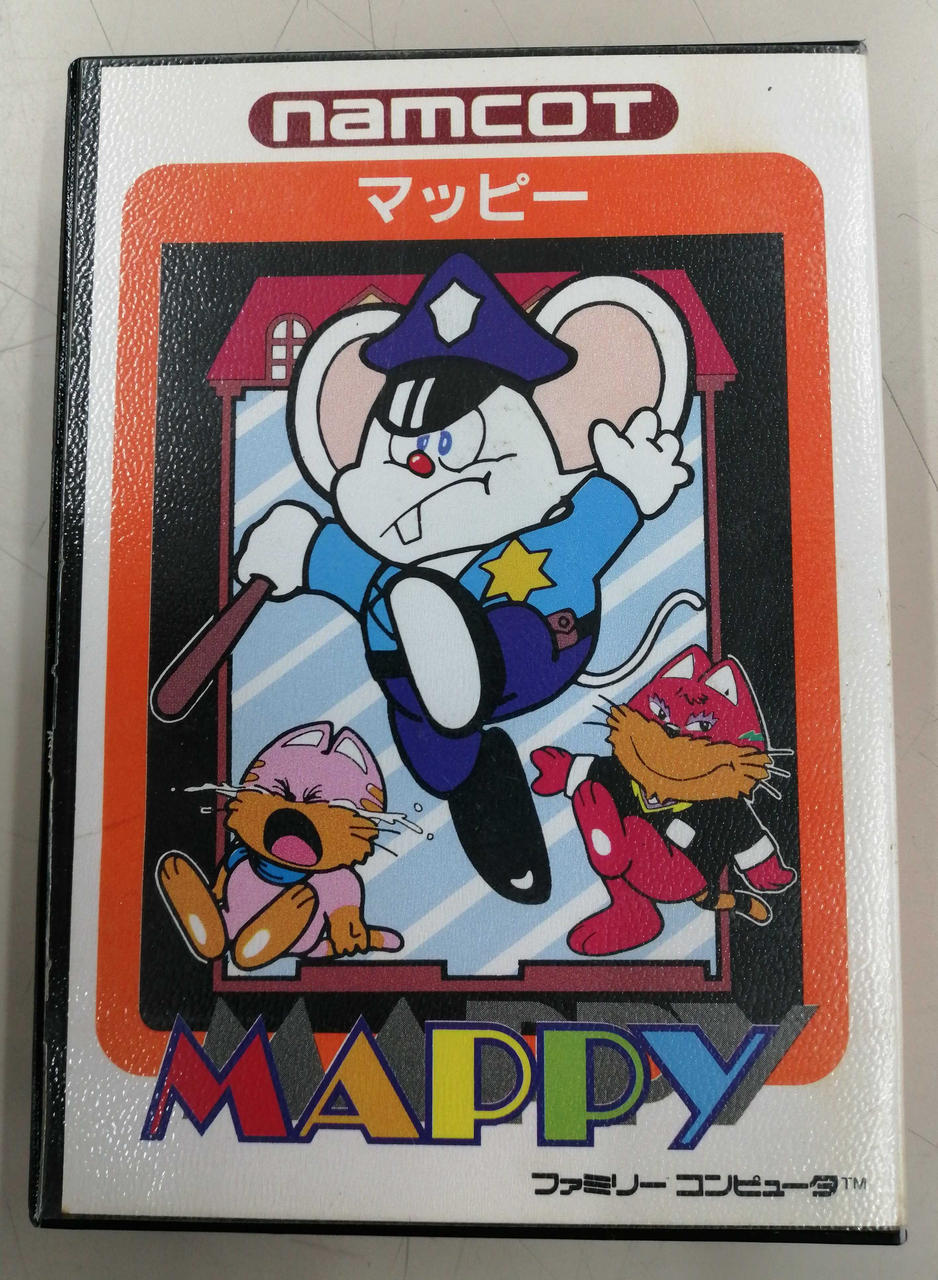 namcoT
マッピー
MAPPY
ファミリー コンピュータ™